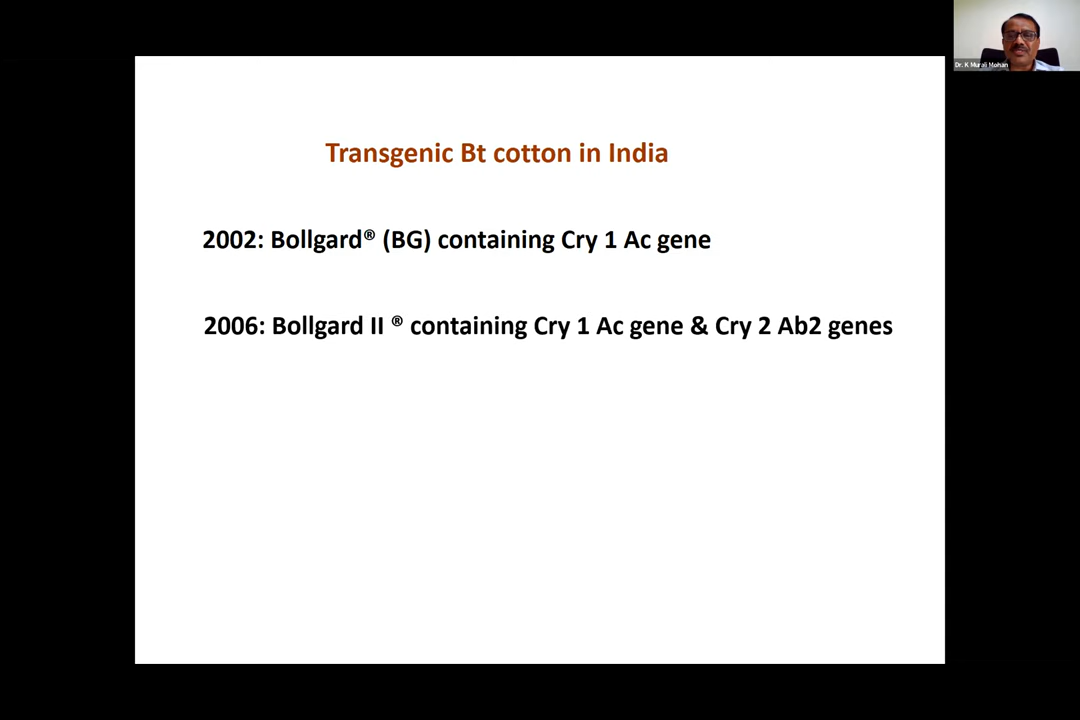 Dr. K Murali Mohan
Transgenic Bt cotton in India
2002: Bollgard® (BG) containing Cry 1 Ac gene
2006: Bollgard II ® containing Cry 1 Ac gene & Cry 2 Ab2 genes